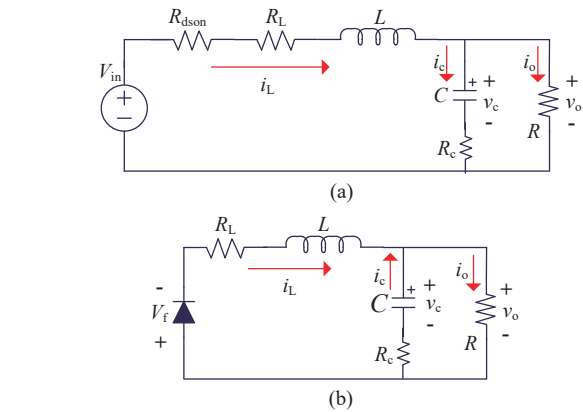 R_dson R_L L
V_in + − i_L i_c C + + v_c - R_c i_o + v_o - R
(a)
R_L L
- V_f + i_L i_c C + + v_c - R_c i_o + v_o - R
(b)